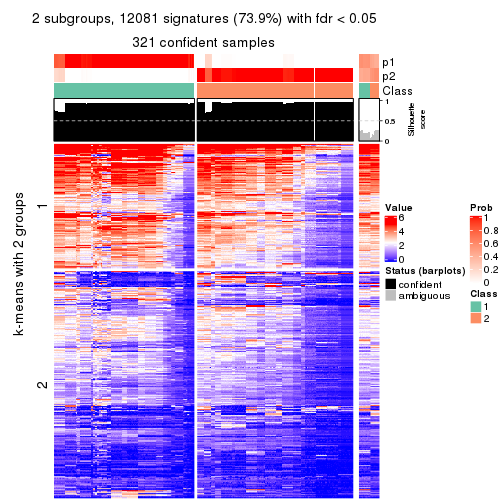 2 subgroups, 12081 signatures (73.9%) with fdr < 0.05
321 confident samples
p1
p2
Class
1
0.5
0
Silhouette
score
k-means with 2 groups
1
2
Value
6
4
2
0
Status (barplots)
confident
ambiguous
Prob
1
0.8
0.6
0.4
0.2
0
Class
1
2